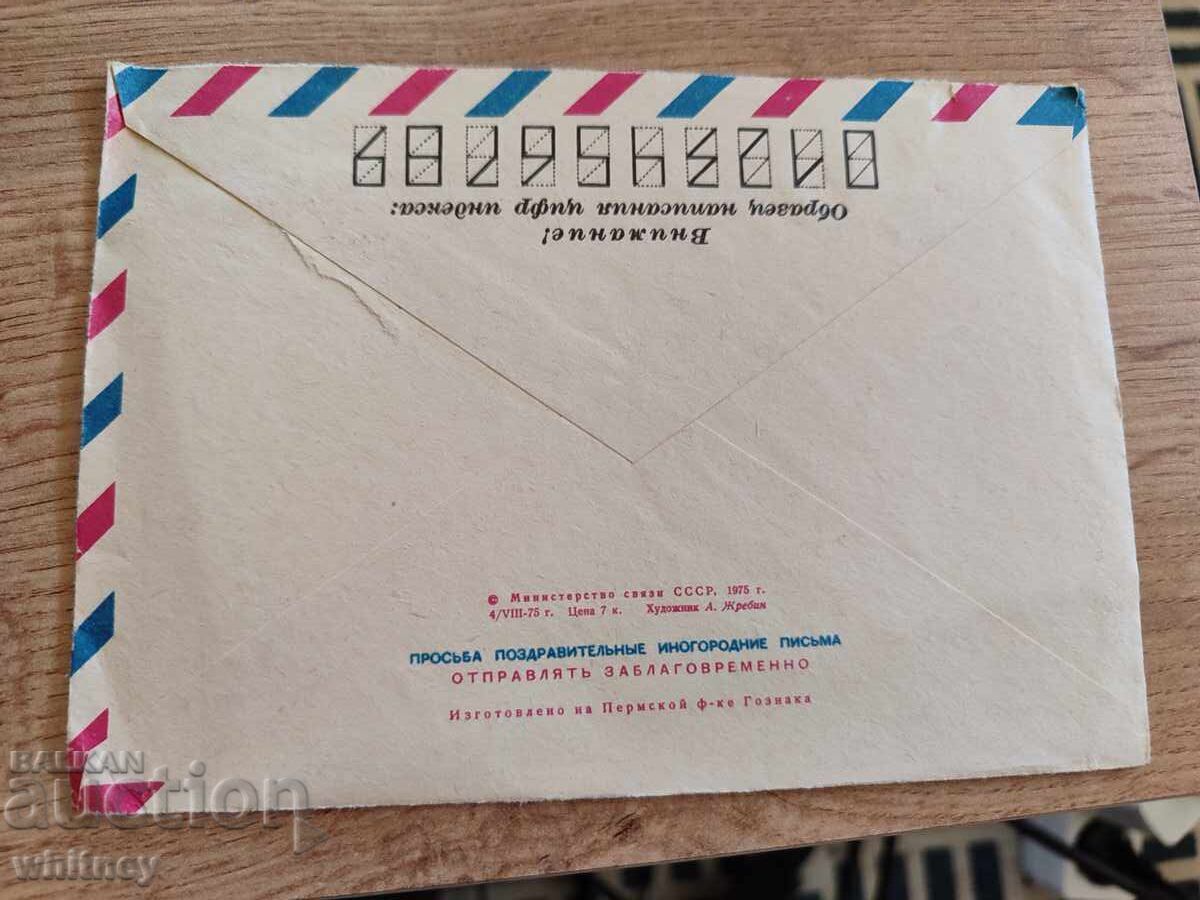 Внимание!
Образец написания цифр индекса:
0123456789
© Министерство связи СССР, 1975 г.
4/VIII-75 г. Цена 7 к. Художник А. Жребин
ПРОСЬБА ПОЗДРАВИТЕЛЬНЫЕ ИНОГОРОДНИЕ ПИСЬМА
ОТПРАВЛЯТЬ ЗАБЛАГОВРЕМЕННО
Изготовлено на Пермской ф-ке Гознака
BALKAN
auction
whitney